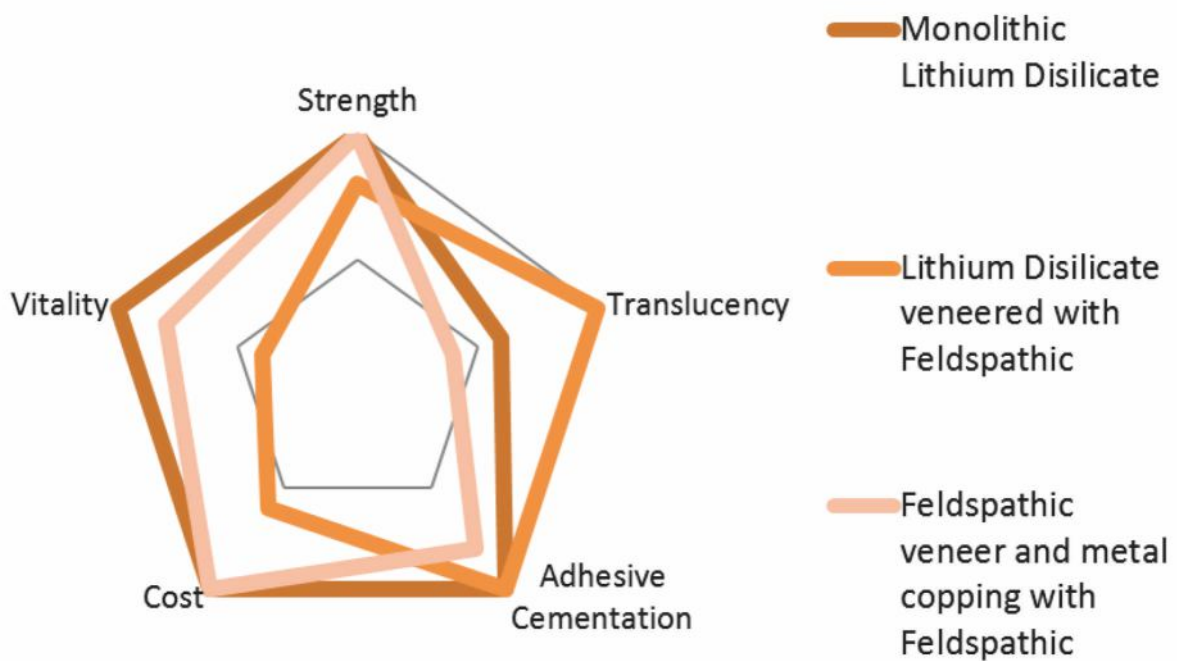 Monolithic
Lithium Disilicate
Strength
Vitality
Translucency
Lithium Disilicate
veneered with
Feldspathic
Feldspathic
veneer and metal
copping with
Feldspathic
Cost
Adhesive
Cementation